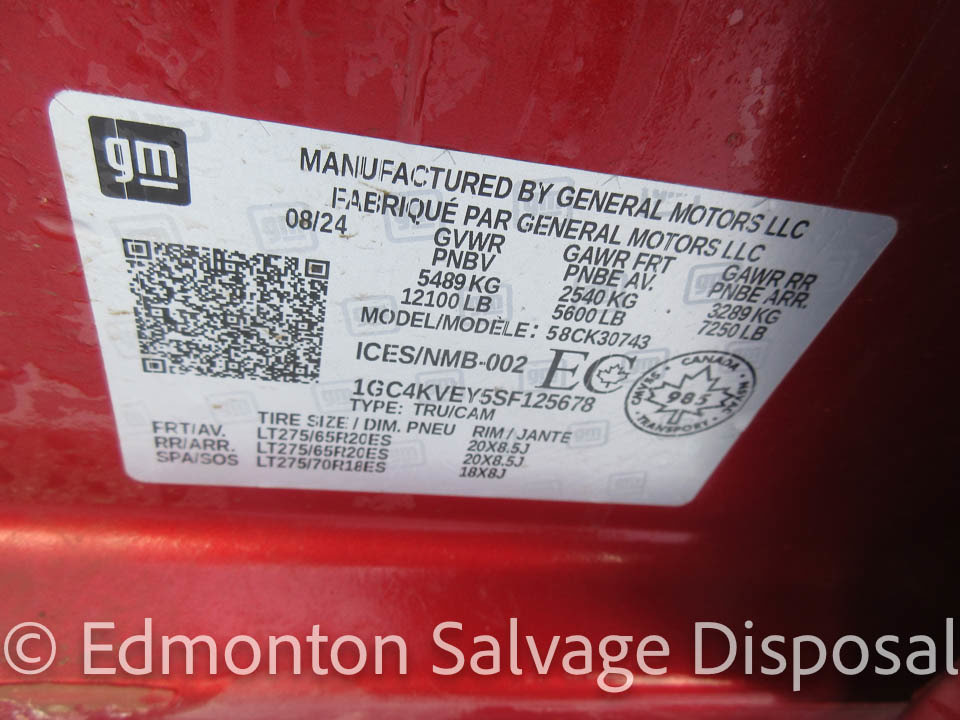 gm
MANUFACTURED BY GENERAL MOTORS LLC
FABRIQUÉ PAR GENERAL MOTORS LLC
08/24
GVWR GAWR FRT GAWR RR
PNBV PNBE AV. PNBE ARR.
5489 KG 2540 KG 3289 KG
12100 LB 5600 LB 7250 LB
MODEL/MODÈLE: 58CK30743
ICES/NMB-002 EC
1GC4KVEY5SF125678
TYPE: TRU/CAM
CANADA
985
TRANSPORT
TIRE SIZE / DIM. PNEU RIM / JANTE
FRT/AV. LT275/65R20ES 20X8.5J
RR/ARR. LT275/65R20ES 20X8.5J
SPA/SOS LT275/70R18ES 18X8J
© Edmonton Salvage Disposal